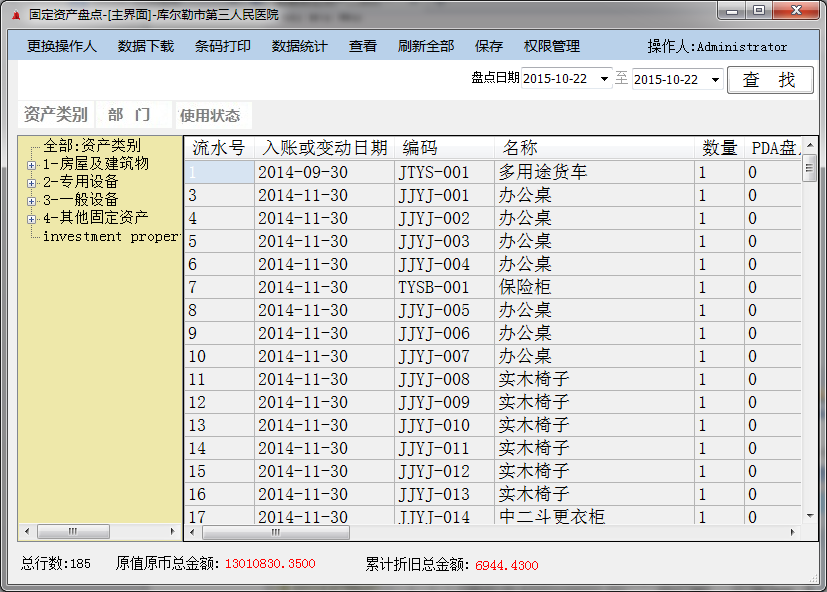 固定资产盘点-[主界面]-库尔勒市第三人民医院
更换操作人 数据下载 条码打印 数据统计 查看 刷新全部 保存 权限管理 操作人:Administrator
盘点日期 2015-10-22 至 2015-10-22 查 找
资产类别 部 门 使用状态
全部:资产类别
1-房屋及建筑物
2-专用设备
3-一般设备
4-其他固定资产
investment proper
流水号 入账或变动日期 编码 名称 数量 PDA盘
1 2014-09-30 JTYS-001 多用途货车 1 0
3 2014-11-30 JJYJ-001 办公桌 1 0
4 2014-11-30 JJYJ-002 办公桌 1 0
5 2014-11-30 JJYJ-003 办公桌 1 0
6 2014-11-30 JJYJ-004 办公桌 1 0
7 2014-11-30 TYSB-001 保险柜 1 0
8 2014-11-30 JJYJ-005 办公桌 1 0
9 2014-11-30 JJYJ-006 办公桌 1 0
10 2014-11-30 JJYJ-007 办公桌 1 0
11 2014-11-30 JJYJ-008 实木椅子 1 0
12 2014-11-30 JJYJ-009 实木椅子 1 0
13 2014-11-30 JJYJ-010 实木椅子 1 0
14 2014-11-30 JJYJ-011 实木椅子 1 0
15 2014-11-30 JJYJ-012 实木椅子 1 0
16 2014-11-30 JJYJ-013 实木椅子 1 0
17 2014-11-30 JJYJ-014 中二斗更衣柜 1 0
总行数:185 原值原币总金额: 13010830.3500 累计折旧总金额: 6944.4300